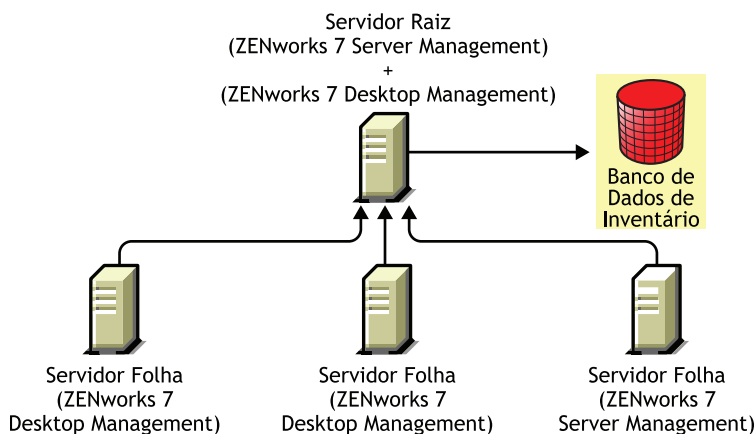 Servidor Raiz
(ZENworks 7 Server Management)
+
(ZENworks 7 Desktop Management)
Banco de
Dados de
Inventário
Servidor Folha
(ZENworks 7
Desktop Management)
Servidor Folha
(ZENworks 7
Desktop Management)
Servidor Folha
(ZENworks 7
Server Management)